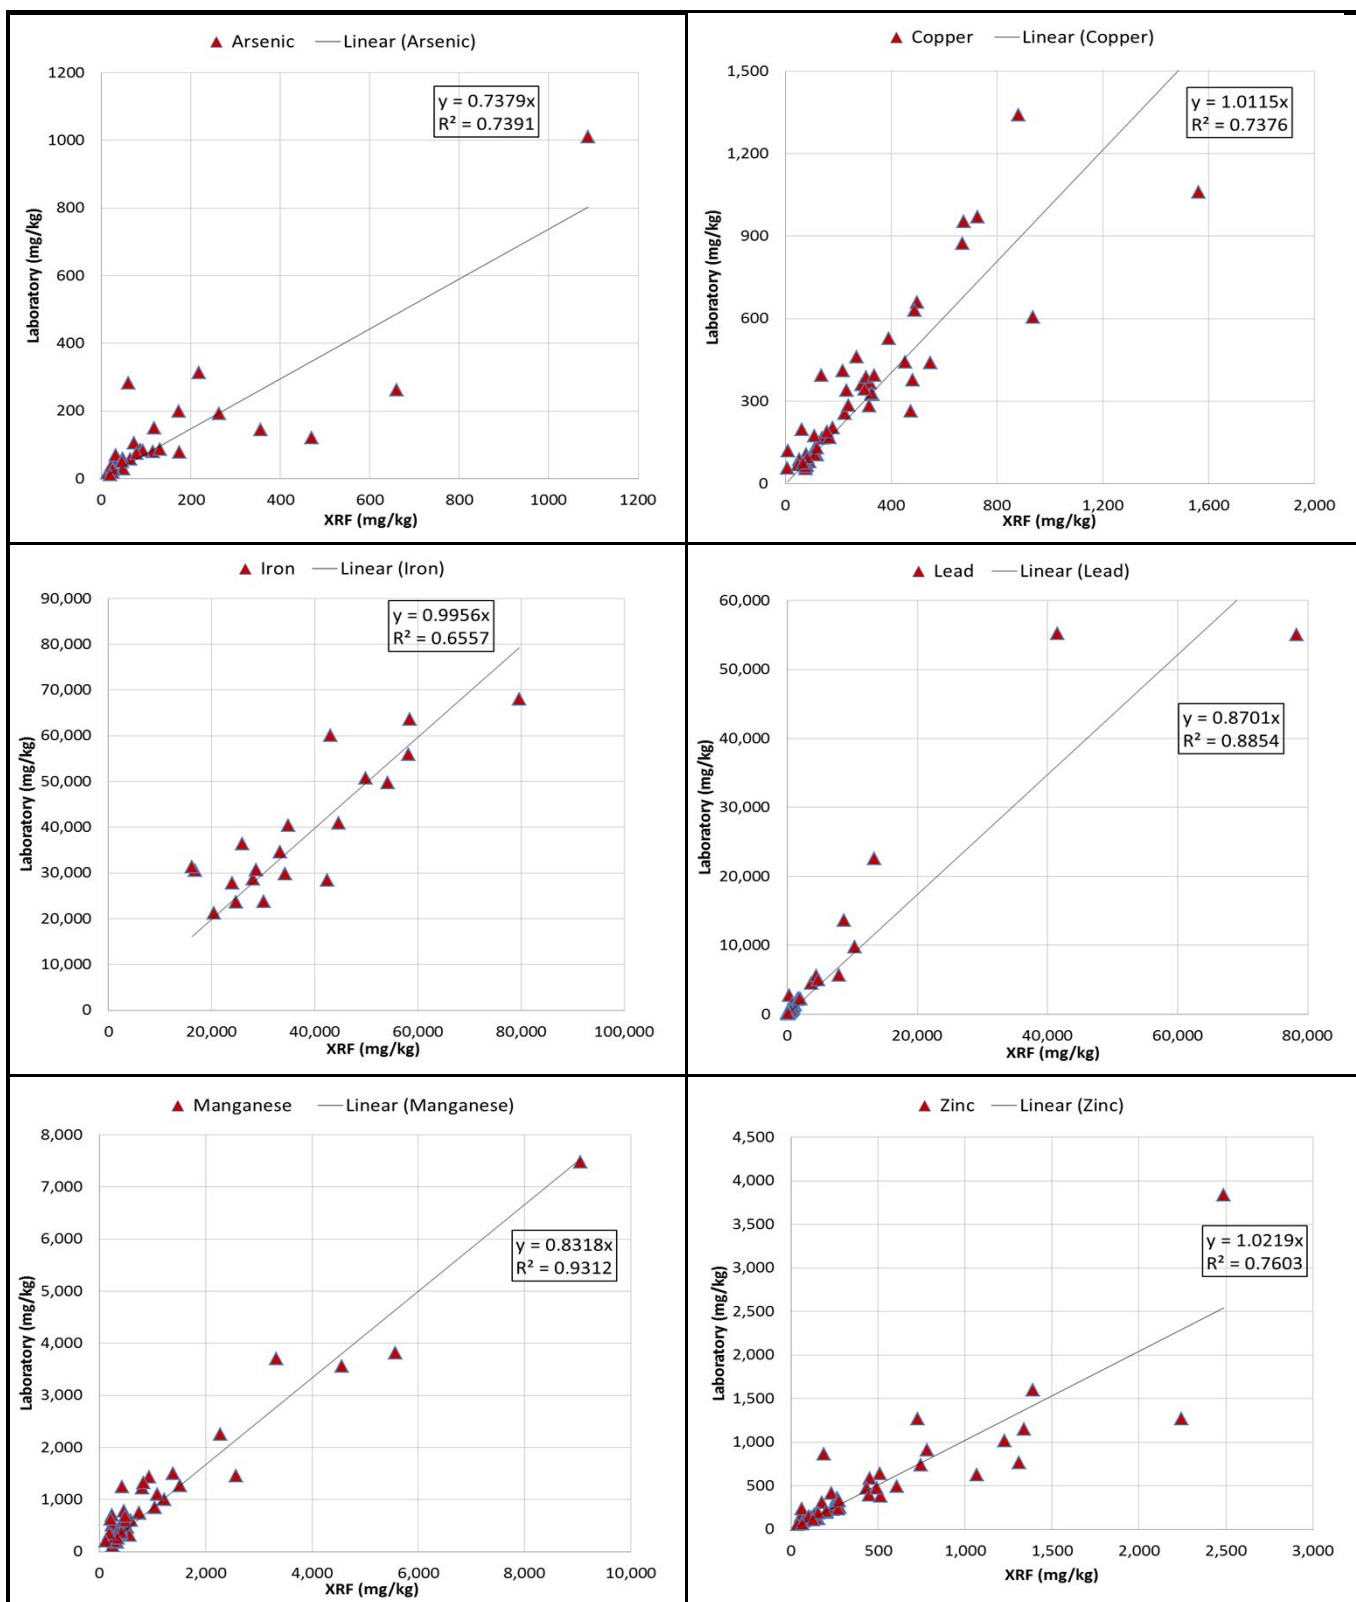 Arsenic Linear (Arsenic)
1200
1000
800
600
400
200
0
y = 0.7379x
R² = 0.7391
Laboratory (mg/kg)
0 200 400 600 800 1000 1200
XRF (mg/kg)
Copper Linear (Copper)
1,500
1,200
900
600
300
0
y = 1.0115x
R² = 0.7376
Laboratory (mg/kg)
0 400 800 1,200 1,600 2,000
XRF (mg/kg)
Iron Linear (Iron)
90,000
80,000
70,000
60,000
50,000
40,000
30,000
20,000
10,000
0
y = 0.9956x
R² = 0.6557
Laboratory (mg/kg)
0 20,000 40,000 60,000 80,000 100,000
XRF (mg/kg)
Lead Linear (Lead)
60,000
50,000
40,000
30,000
20,000
10,000
0
y = 0.8701x
R² = 0.8854
Laboratory (mg/kg)
0 20,000 40,000 60,000 80,000
XRF (mg/kg)
Manganese Linear (Manganese)
8,000
7,000
6,000
5,000
4,000
3,000
2,000
1,000
0
y = 0.8318x
R² = 0.9312
Laboratory (mg/kg)
0 2,000 4,000 6,000 8,000 10,000
XRF (mg/kg)
Zinc Linear (Zinc)
4,500
4,000
3,500
3,000
2,500
2,000
1,500
1,000
500
0
y = 1.0219x
R² = 0.7603
Laboratory (mg/kg)
0 500 1,000 1,500 2,000 2,500 3,000
XRF (mg/kg)